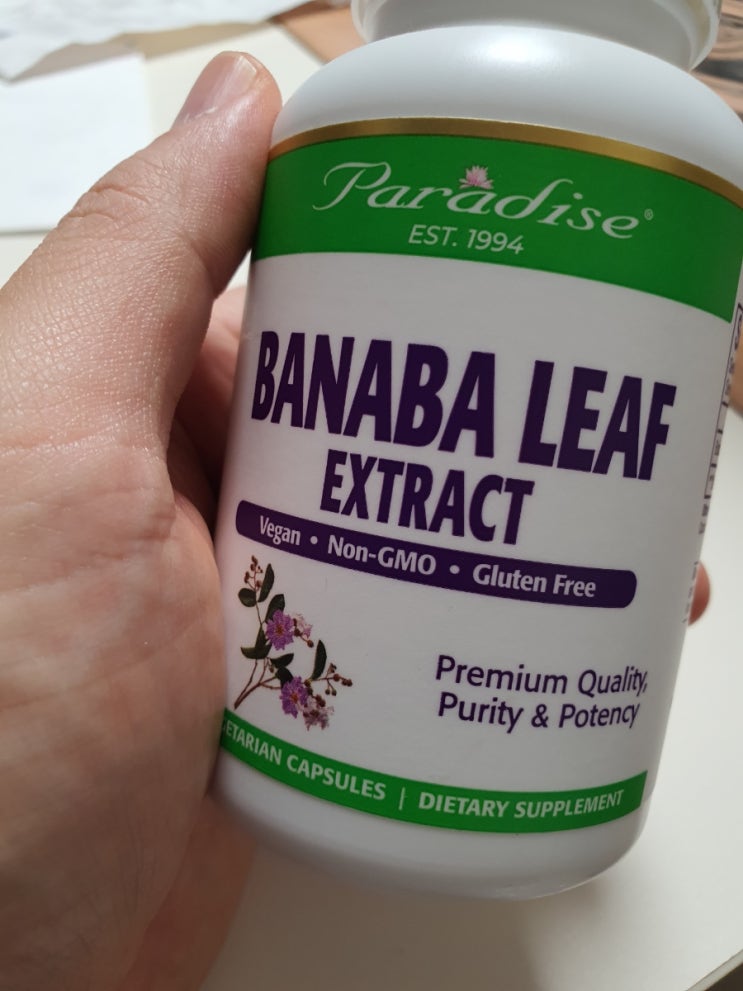 Paradise®
EST. 1994
BANABA LEAF
EXTRACT
Vegan • Non-GMO • Gluten Free
Premium Quality,
Purity & Potency
CAPSULES | DIETARY SUPPLEMENT